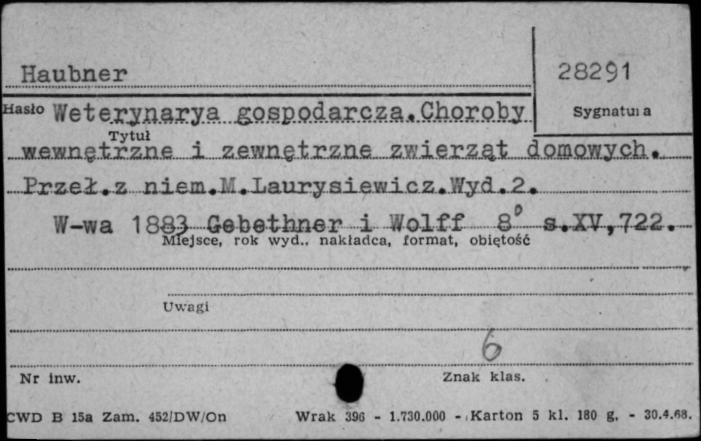 Haubner
28291
Hasło Weterynarya gospodarcza.Choroby
Sygnatura
Tytuł
wewnętrzne i zewnętrzne zwierząt domowych.
Przeł.z niem.M.Laurysiewicz.Wyd.2.
W-wa 1883 Gebethner i Wolff 8° s.XV,722.
Miejsce, rok wyd., nakładca, format, objętość
Uwagi
6
Nr inw.
Znak klas.
CWD B 15a Zam. 452/DW/On Wrak 396 - 1.730.000 - Karton 5 kl. 180 g. - 30.4.68.